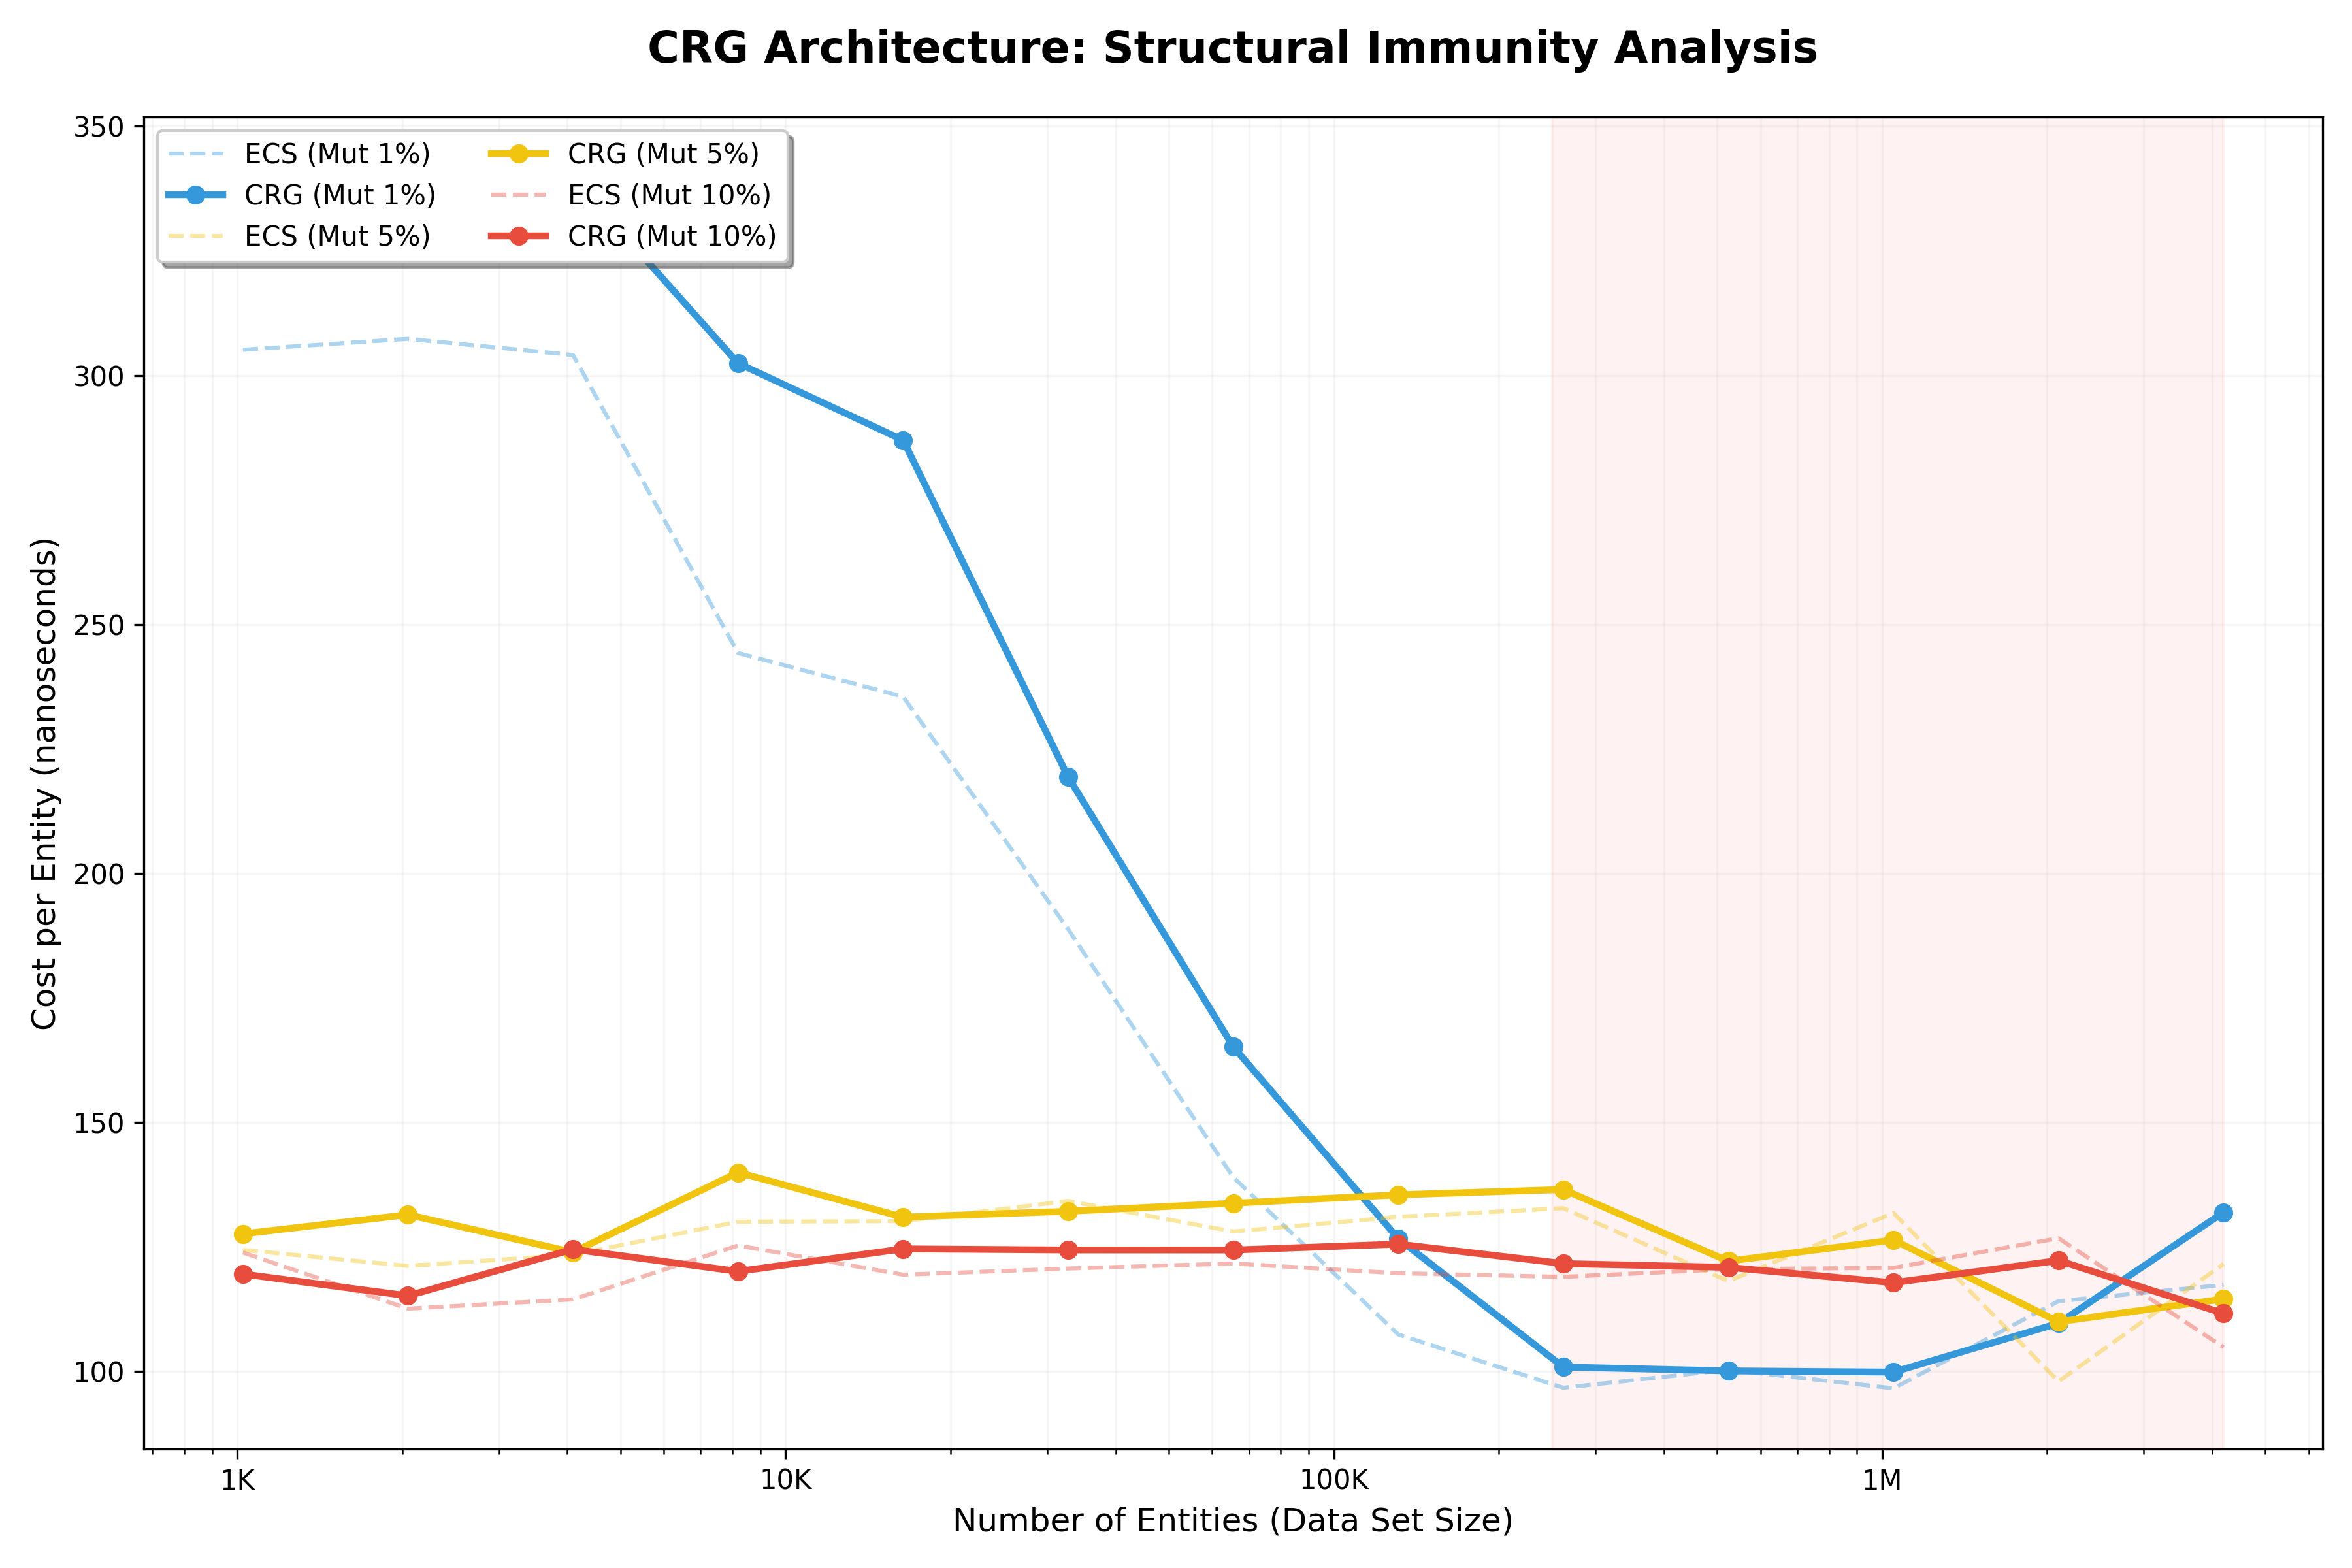 CRG Architecture: Structural Immunity Analysis
ECS (Mut 1%)
CRG (Mut 1%)
ECS (Mut 5%)
CRG (Mut 5%)
ECS (Mut 10%)
CRG (Mut 10%)
Cost per Entity (nanoseconds)
350
300
250
200
150
100
1K
10K
100K
1M
Number of Entities (Data Set Size)